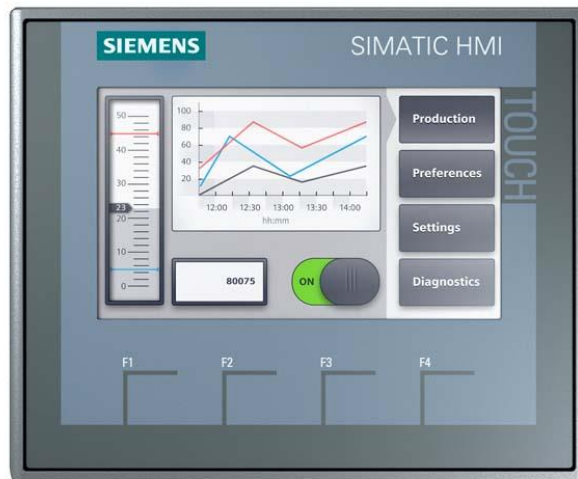 SIEMENS
SIMATIC HMI
TOUCH
50
40
30
23
20
10
0
100
80
60
40
20
12:00 12:30 13:00 13:30 14:00
hh:mm
80075
ON
Production
Preferences
Settings
Diagnostics
F1 F2 F3 F4